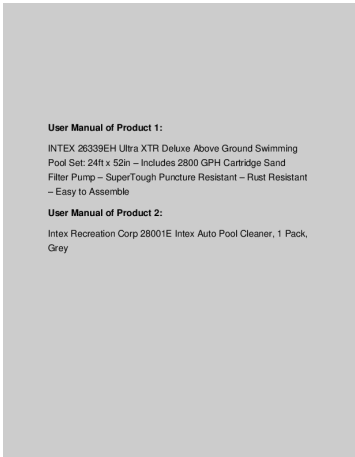 User Manual of Product 1:
INTEX 26339EH Ultra XTR Deluxe Above Ground Swimming
Pool Set: 24ft x 52in – Includes 2800 GPH Cartridge Sand
Filter Pump – SuperTough Puncture Resistant – Rust Resistant
– Easy to Assemble
User Manual of Product 2:
Intex Recreation Corp 28001E Intex Auto Pool Cleaner, 1 Pack,
Grey